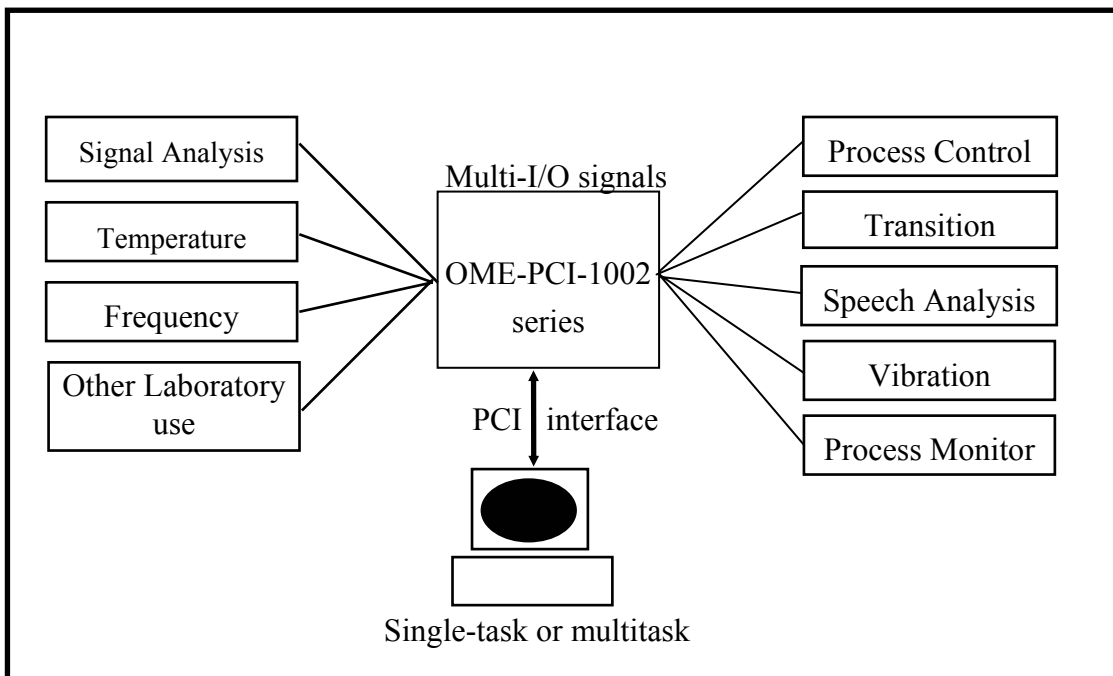 Signal Analysis
Temperature
Frequency
Other Laboratory
use
Multi-I/O signals
OME-PCI-1002
series
PCI interface
Single-task or multitask
Process Control
Transition
Speech Analysis
Vibration
Process Monitor